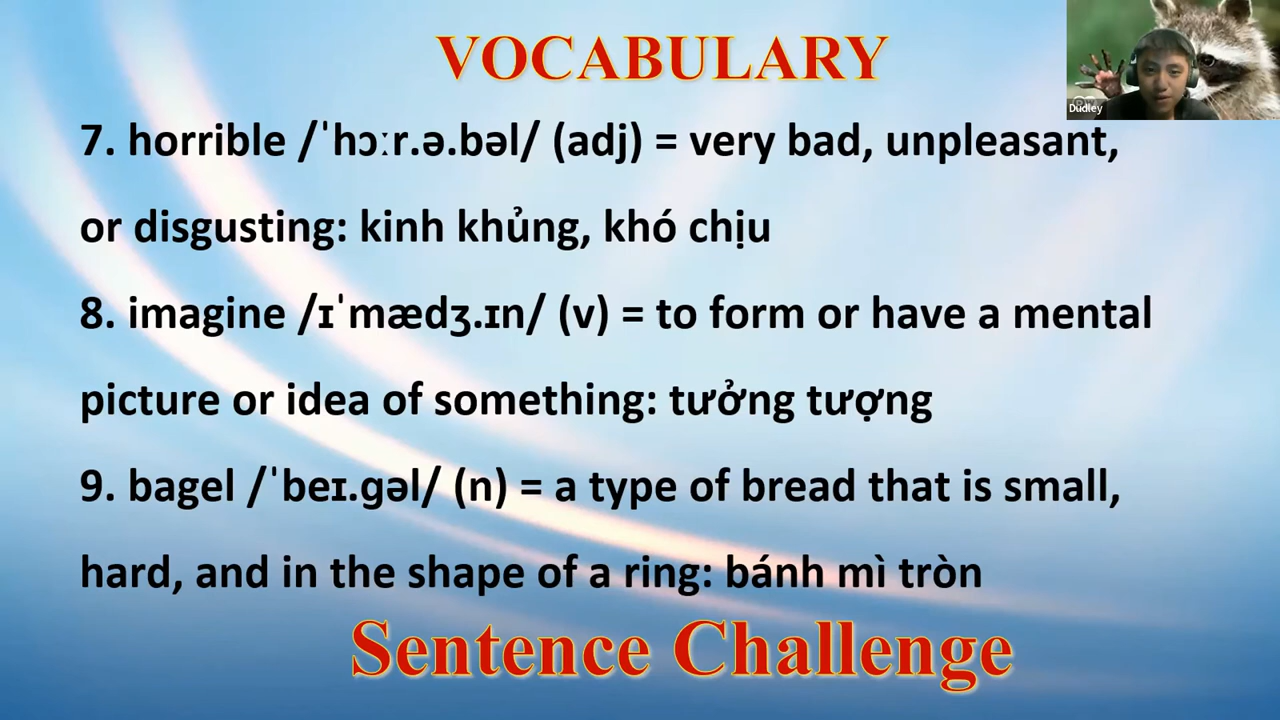 VOCABULARY
Dudley
7. horrible /ˈhɔːr.ə.bəl/ (adj) = very bad, unpleasant,
or disgusting: kinh khủng, khó chịu
8. imagine /ɪˈmædʒ.ɪn/ (v) = to form or have a mental
picture or idea of something: tưởng tượng
9. bagel /ˈbeɪ.ɡəl/ (n) = a type of bread that is small,
hard, and in the shape of a ring: bánh mì tròn
Sentence Challenge